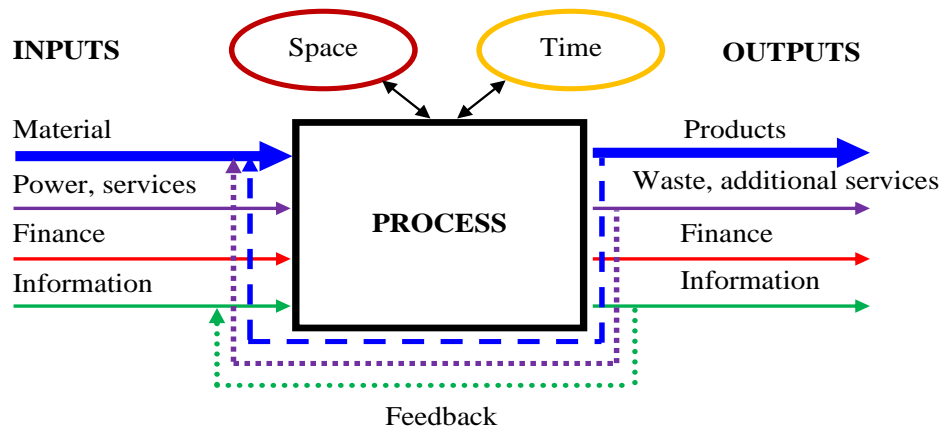 INPUTS
Space
Time
OUTPUTS
Material
Products
Power, services
Waste, additional services
PROCESS
Finance
Finance
Information
Information
Feedback